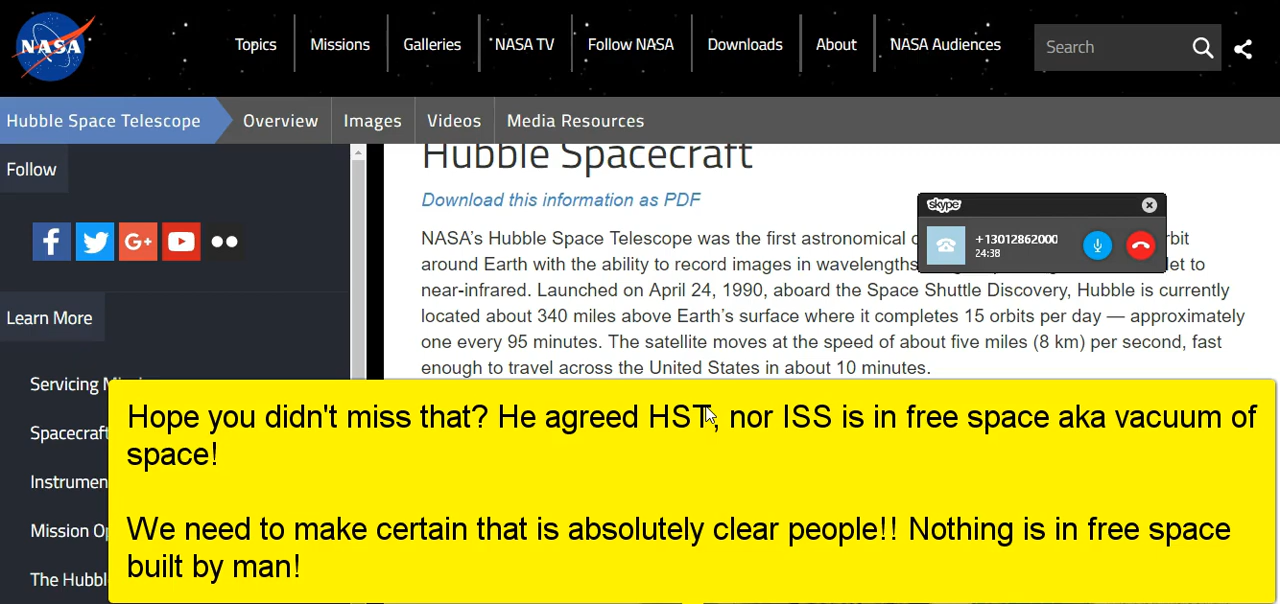 NASA
Topics
Missions
Galleries
NASA TV
Follow NASA
Downloads
About
NASA Audiences
Search
Hubble Space Telescope
Overview
Images
Videos
Media Resources
Follow
Learn More
Servicing
Spacecraft
Mission
The
Hubble Spacecraft
Download this information as PDF
NASA's Hubble Space Telescope was the first astronomical
around Earth with the ability to record images in wavelengths to
near-infrared. Launched on April 24, 1990, aboard the Space Shuttle Discovery, Hubble is currently
located about 340 miles above Earth's surface where it completes 15 orbits per day — approximately
one every 95 minutes. The satellite moves at the speed of about five miles (8 km) per second, fast
enough to travel across the United States in about 10 minutes.
skype
+13012862000
24:38
Hope you didn't miss that? He agreed HST, nor ISS is in free space aka vacuum of
space!
We need to make certain that is absolutely clear people!! Nothing is in free space
built by man!